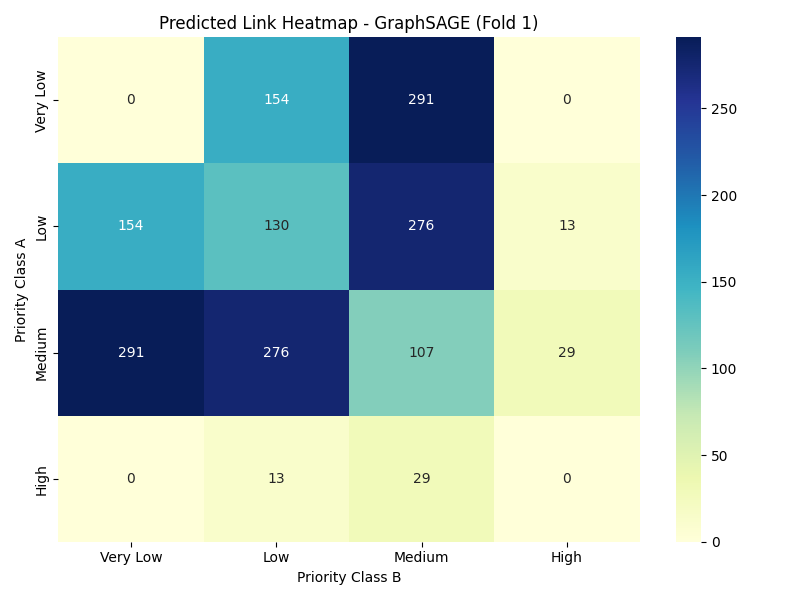 Predicted Link Heatmap - GraphSAGE (Fold 1)
Priority Class A
Very Low
0 154 291 0
Low
154 130 276 13
Medium
291 276 107 29
High
0 13 29 0
Very Low Low Medium High
Priority Class B
250
200
150
100
50
0